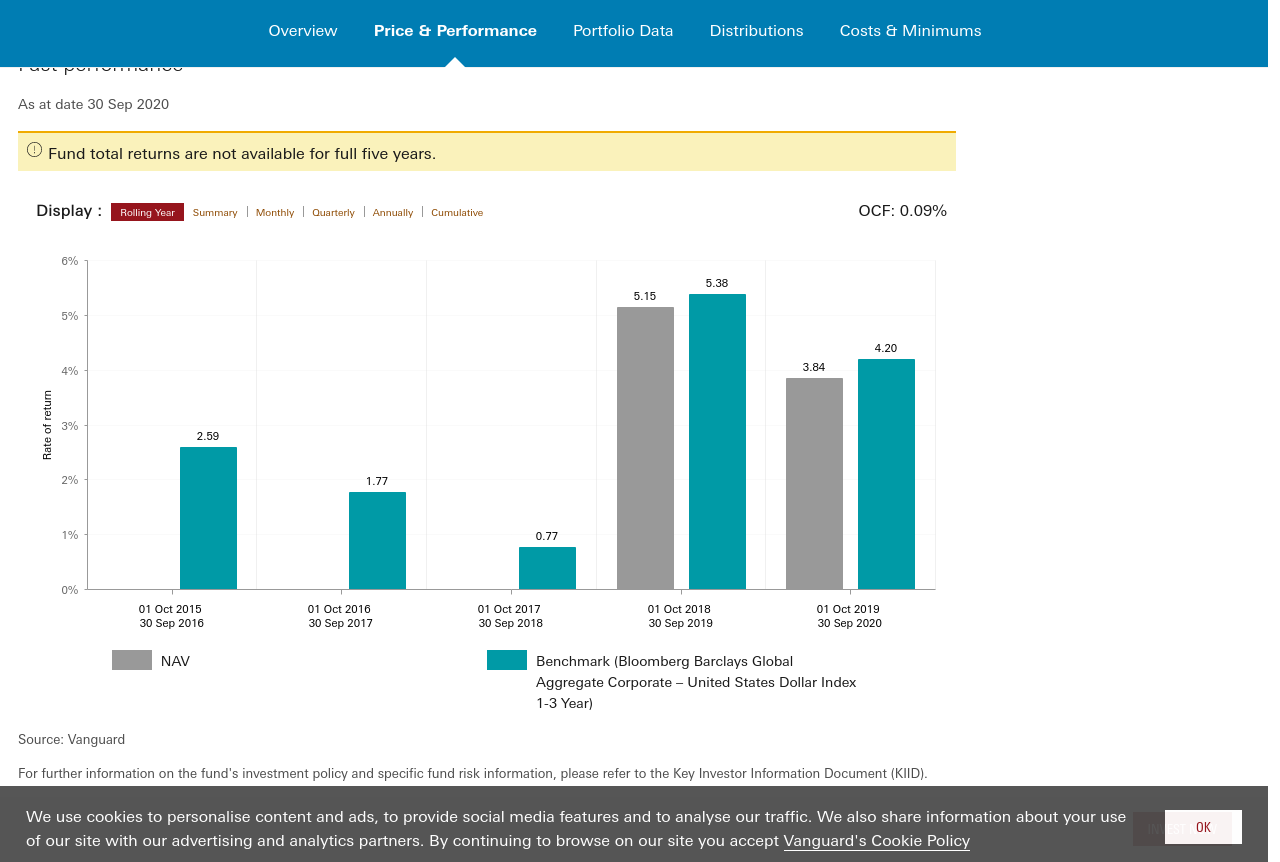 Overview
Price & Performance
Portfolio Data
Distributions
Costs & Minimums
Past performance
As at date 30 Sep 2020
Fund total returns are not available for full five years.
Display :
Rolling Year
Summary
Monthly
Quarterly
Annually
Cumulative
OCF: 0.09%
6%
5%
4%
3%
2%
1%
0%
Rate of return
2.59
1.77
0.77
5.15
5.38
3.84
4.20
01 Oct 2015
30 Sep 2016
01 Oct 2016
30 Sep 2017
01 Oct 2017
30 Sep 2018
01 Oct 2018
30 Sep 2019
01 Oct 2019
30 Sep 2020
NAV
Benchmark (Bloomberg Barclays Global
Aggregate Corporate – United States Dollar Index
1-3 Year)
Source: Vanguard
For further information on the fund's investment policy and specific fund risk information, please refer to the Key Investor Information Document (KIID).
We use cookies to personalise content and ads, to provide social media features and to analyse our traffic. We also share information about your use
of our site with our advertising and analytics partners. By continuing to browse on our site you accept Vanguard's Cookie Policy
OK